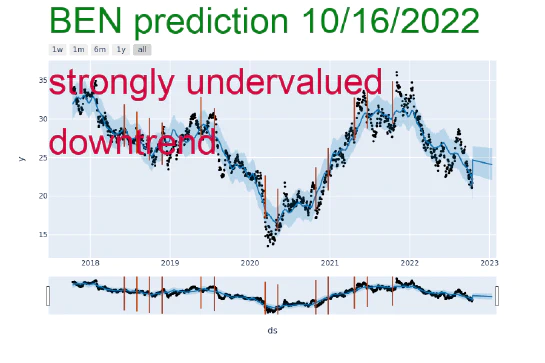 BEN prediction 10/16/2022
1w 1m 6m 1y all
strongly undervalued
downtrend
35
30
25
20
15
y
2018 2019 2020 2021 2022 2023
ds